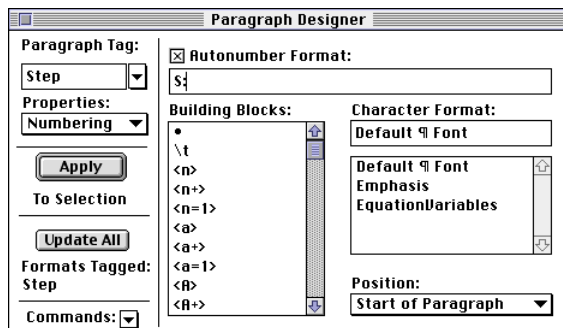 Paragraph Designer
Paragraph Tag:
Step
Properties:
Numbering
Apply
To Selection
Update All
Formats Tagged:
Step
Commands:
Autonumber Format:
S:
Building Blocks:
•
\t
<n>
<n+>
<n=1>
<a>
<a+>
<a=1>
<A>
<A+>
Character Format:
Default ¶ Font
Default ¶ Font
Emphasis
EquationVariables
Position:
Start of Paragraph